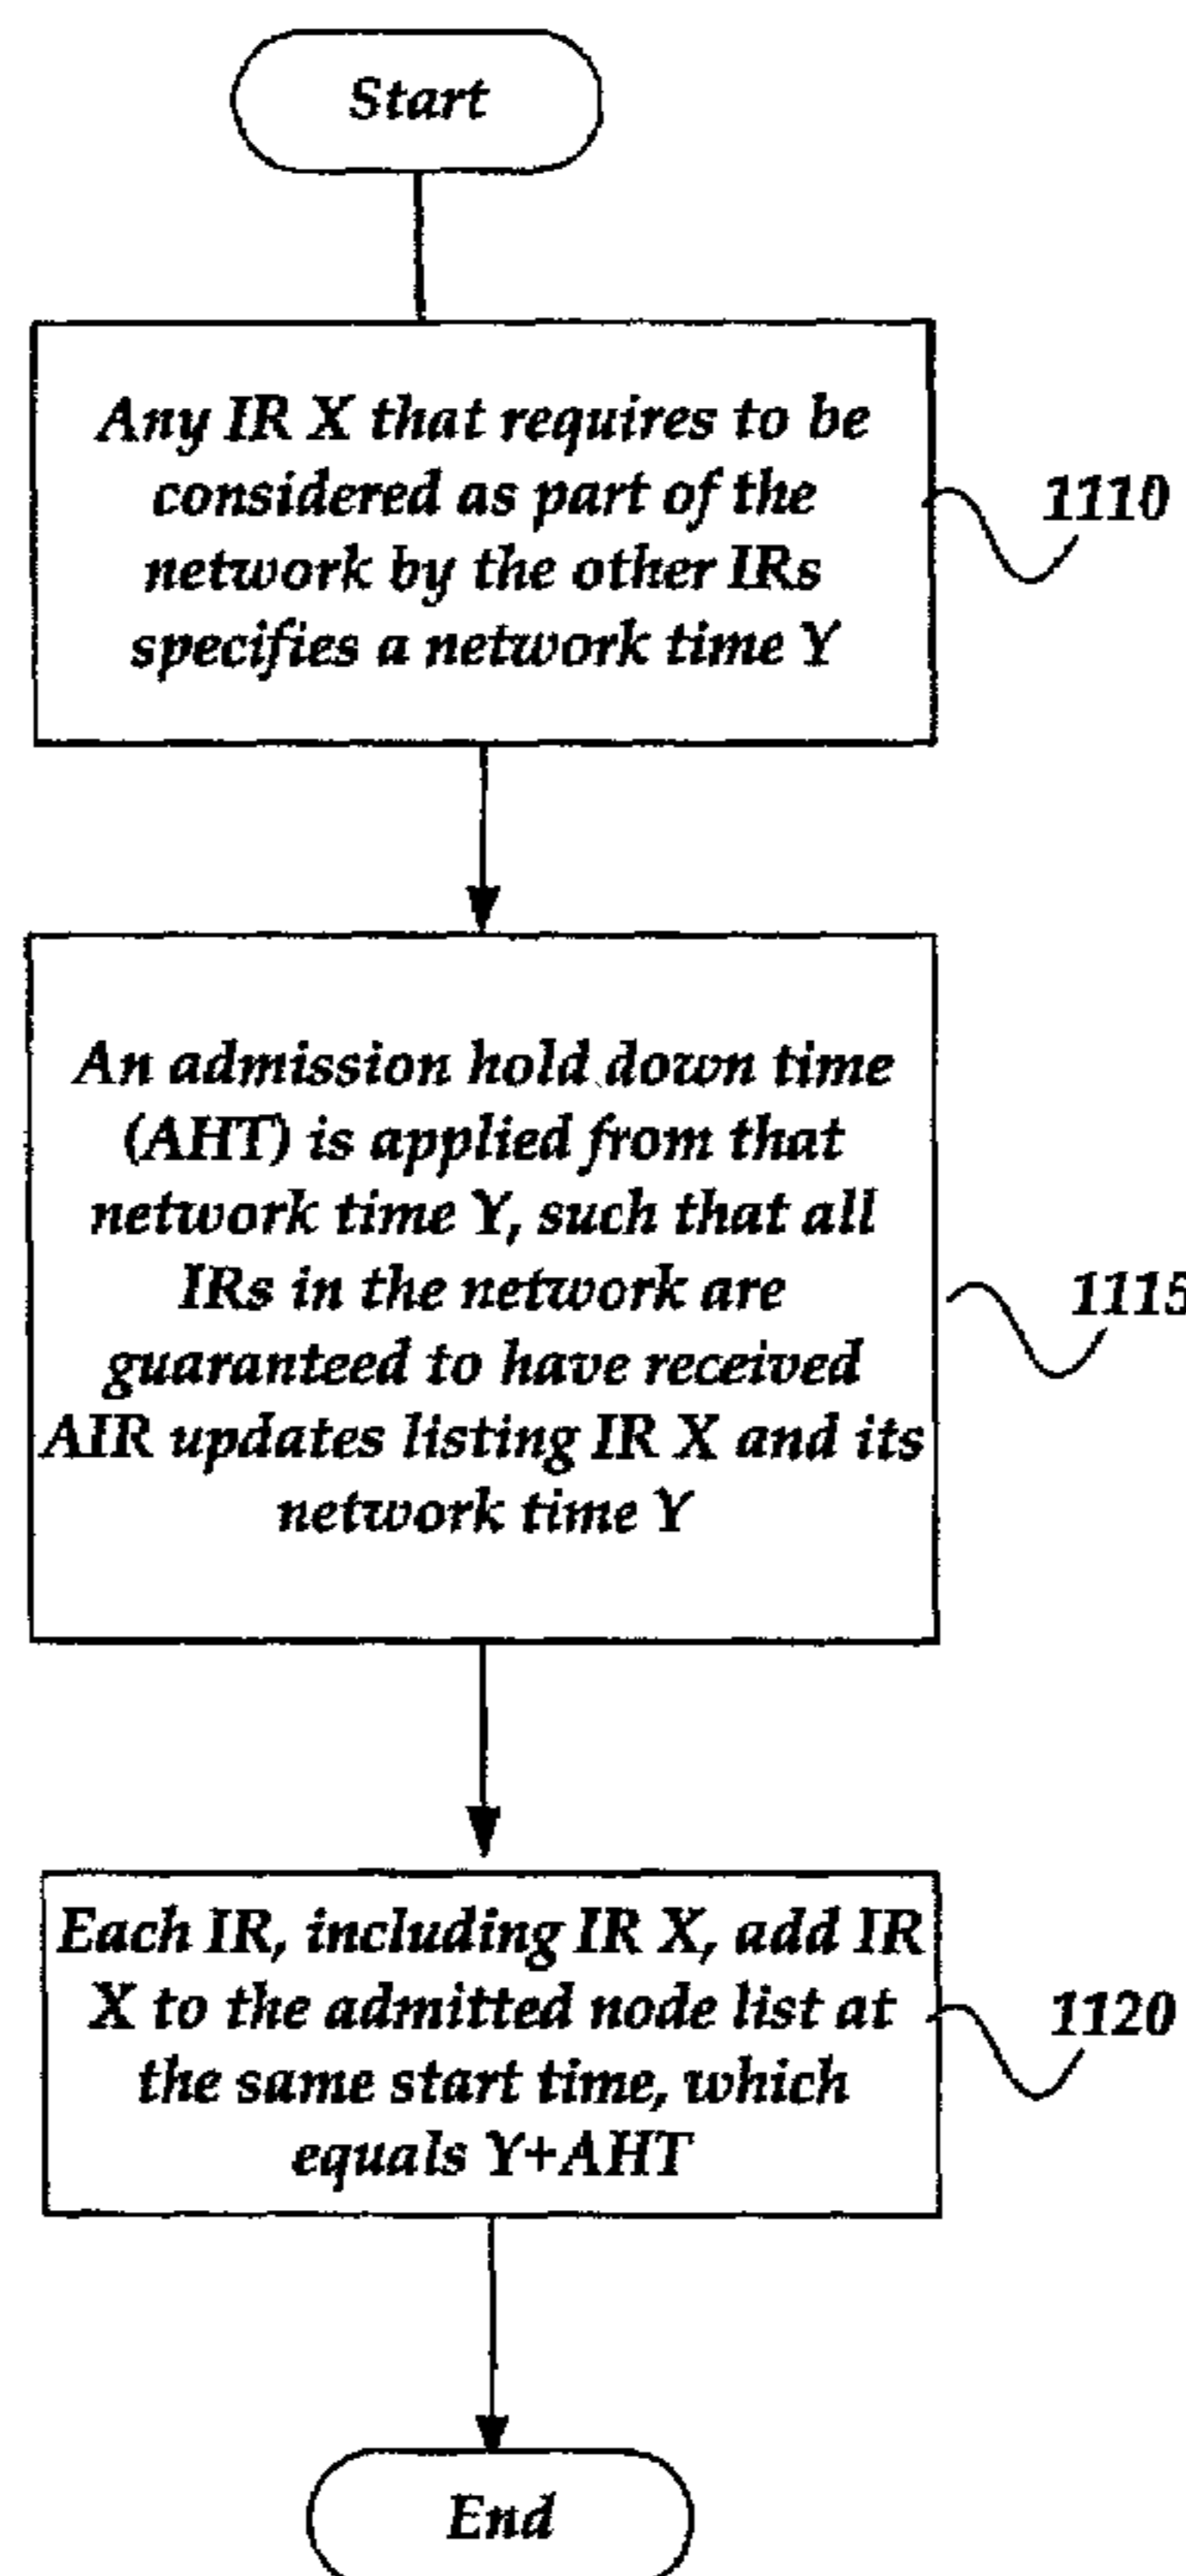 Start
Any IR X that requires to be
considered as part of the
network by the other IRs
specifies a network time Y
1110
An admission hold down time
(AHT) is applied from that
network time Y, such that all
IRs in the network are
guaranteed to have received
AIR updates listing IR X and its
network time Y
1115
Each IR, including IR X, add IR
X to the admitted node list at
the same start time, which
equals Y+AHT
1120
End